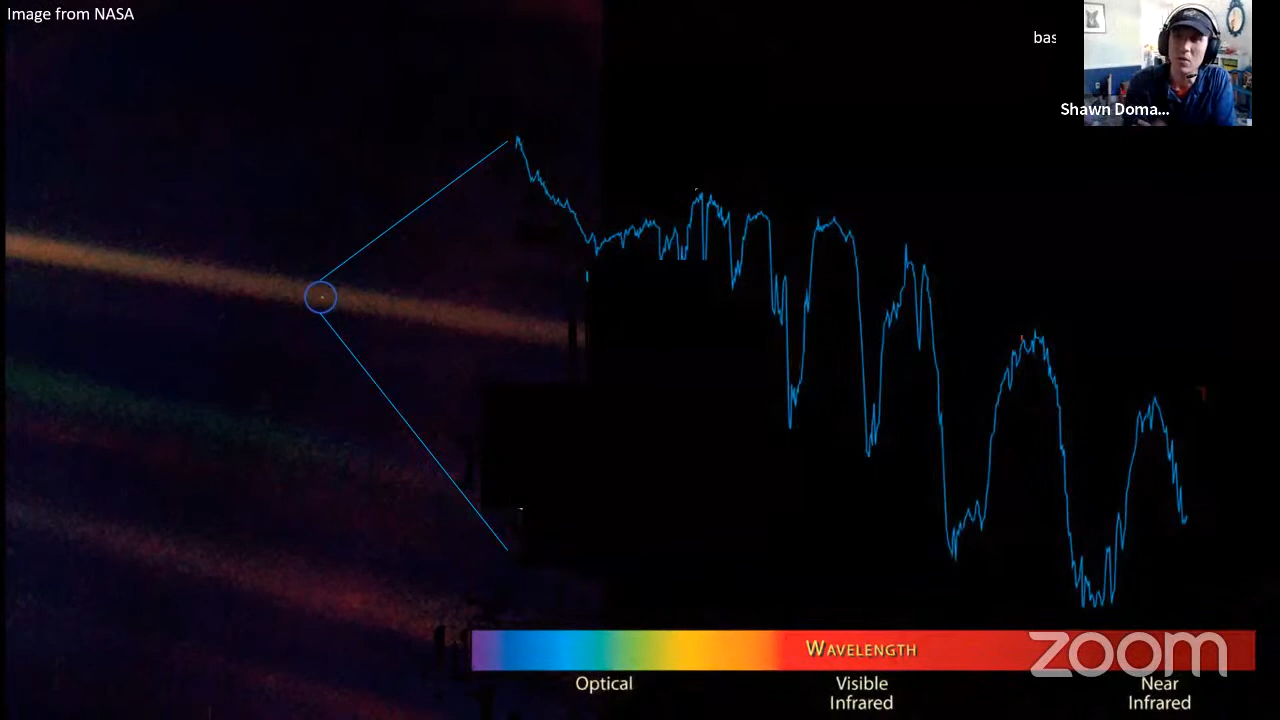 Image from NASA
bas
Shawn Doma...
WAVELENGTH
zoom
Optical
Visible
Infrared
Near
Infrared